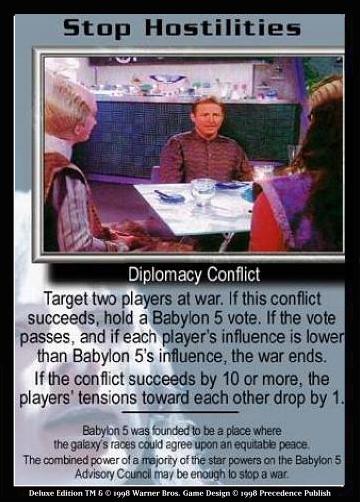 Stop Hostilities
Diplomacy Conflict
Target two players at war. If this conflict
succeeds, hold a Babylon 5 vote. If the vote
passes, and if each player's influence is lower
than Babylon 5's influence, the war ends.
If the conflict succeeds by 10 or more, the
players' tensions toward each other drop by 1.
Babylon 5 was founded to be a place where
the galaxy's races could agree upon an equitable peace.
The combined power of a majority of the star powers on the Babylon 5
Advisory Council may be enough to stop a war.
Deluxe Edition TM & © 1998 Warner Bros. Game Design © 1998 Precedence Publish